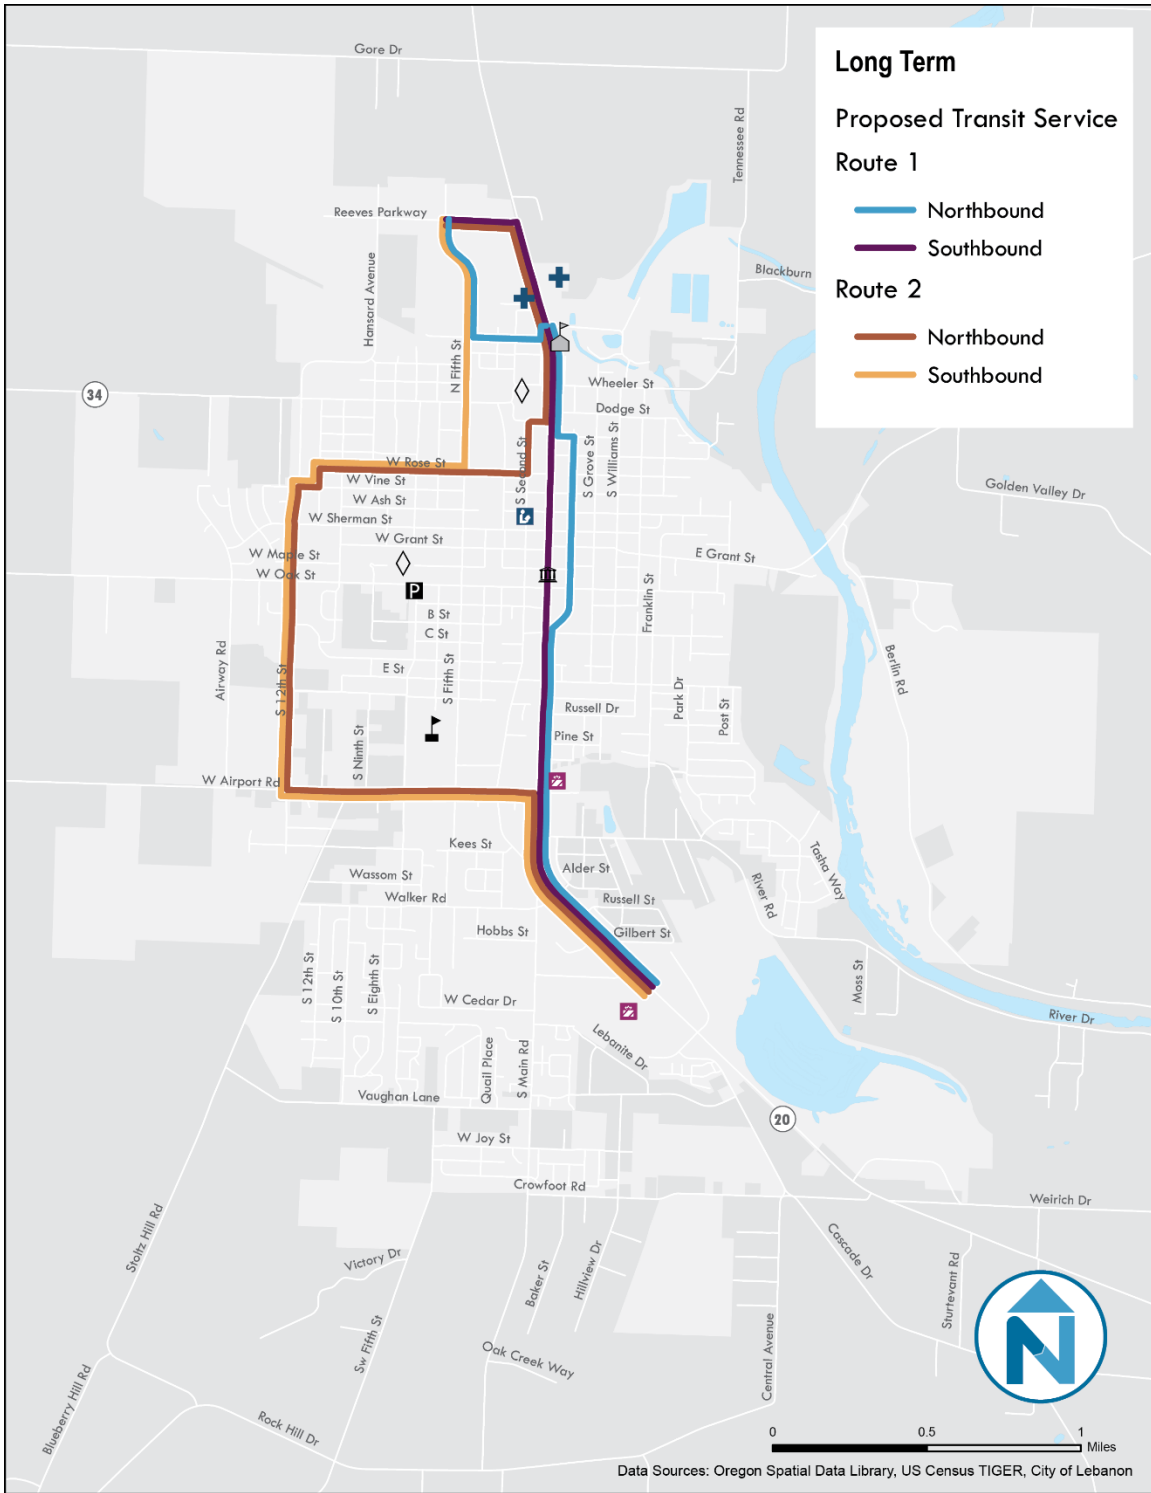 Long Term
Proposed Transit Service
Route 1
Northbound
Southbound
Route 2
Northbound
Southbound
Gore Dr
Tennessee Rd
Reeves Parkway
Hansard Avenue
Blackburn
N Fifth St
34
Wheeler St
Dodge St
S Second St
S Grove St
S Williams St
W Rose St
W Vine St
W Ash St
W Sherman St
W Grant St
W Maple St
W Oak St
Golden Valley Dr
E Grant St
P
B St
C St
Franklin St
Airway Rd
S 12th St
E St
S Fifth St
Berlin Rd
Park Dr
Post St
Russell Dr
Pine St
S Ninth St
W Airport Rd
Kees St
Wassom St
Walker Rd
Alder St
Russell St
Tasha Way
River Rd
Hobbs St
Gilbert St
S 12th St
S 10th St
S Eighth St
W Cedar Dr
Moss St
River Dr
Lebanite Dr
Quail Place
S Main Rd
Vaughan Lane
20
W Joy St
Crowfoot Rd
Weirich Dr
Stoltz Hill Rd
Victory Dr
Baker St
Hillview Dr
Cascade Dr
Sturtevant Rd
Sw Fifth St
Oak Creek Way
Central Avenue
Blueberry Hill Rd
Rock Hill Dr
N
0 0.5 1
Miles
Data Sources: Oregon Spatial Data Library, US Census TIGER, City of Lebanon